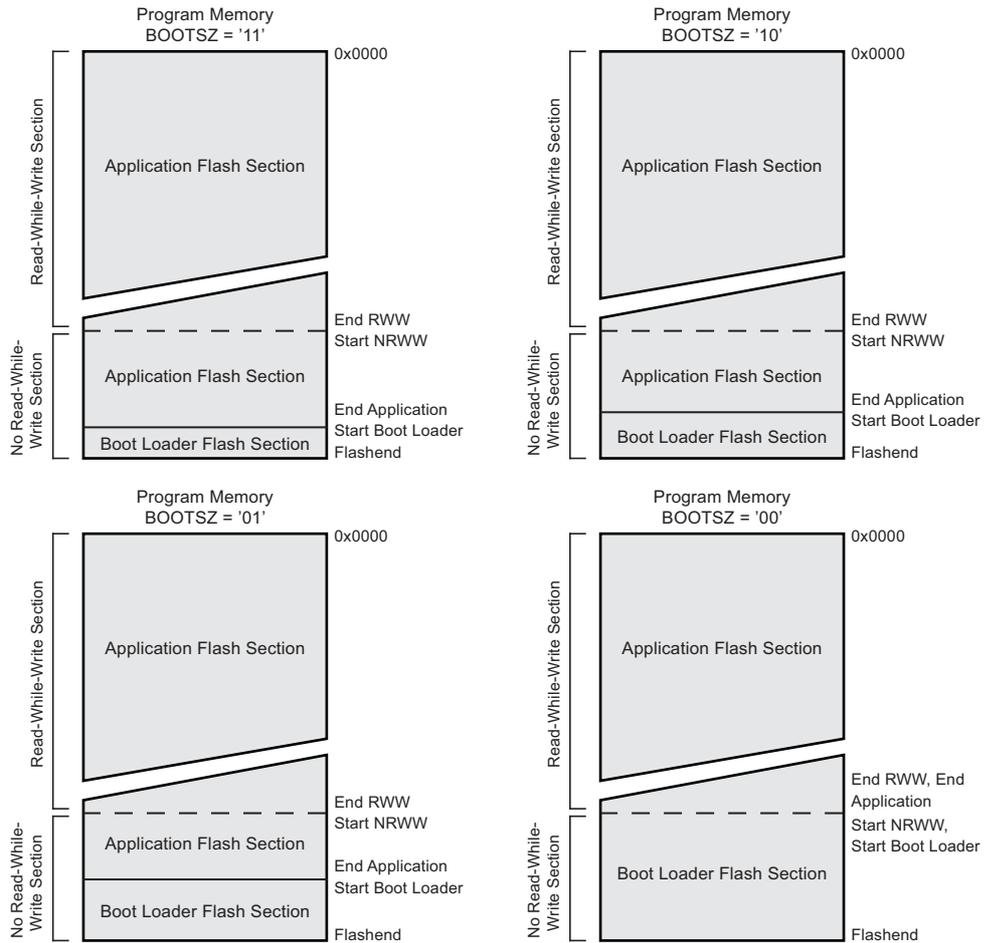 Program Memory
BOOTSZ = '11'
0x0000
Read-While-Write Section
Application Flash Section
End RWW
Start NRWW
No Read-While-
Write Section
Application Flash Section
End Application
Start Boot Loader
Boot Loader Flash Section
Flashend
Program Memory
BOOTSZ = '10'
0x0000
Read-While-Write Section
Application Flash Section
End RWW
Start NRWW
No Read-While-
Write Section
Application Flash Section
End Application
Start Boot Loader
Boot Loader Flash Section
Flashend
Program Memory
BOOTSZ = '01'
0x0000
Read-While-Write Section
Application Flash Section
End RWW
Start NRWW
No Read-While-
Write Section
Application Flash Section
End Application
Start Boot Loader
Boot Loader Flash Section
Flashend
Program Memory
BOOTSZ = '00'
0x0000
Read-While-Write Section
Application Flash Section
End RWW, End
Application
Start NRWW,
Start Boot Loader
No Read-While-
Write Section
Boot Loader Flash Section
Flashend